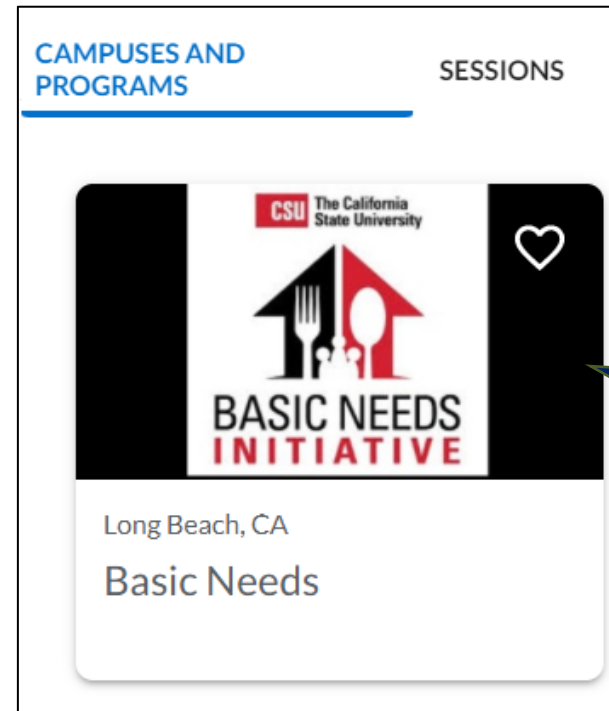 CAMPUSES AND
PROGRAMS
SESSIONS
CSU The California
State University
BASIC NEEDS
INITIATIVE
Long Beach, CA
Basic Needs